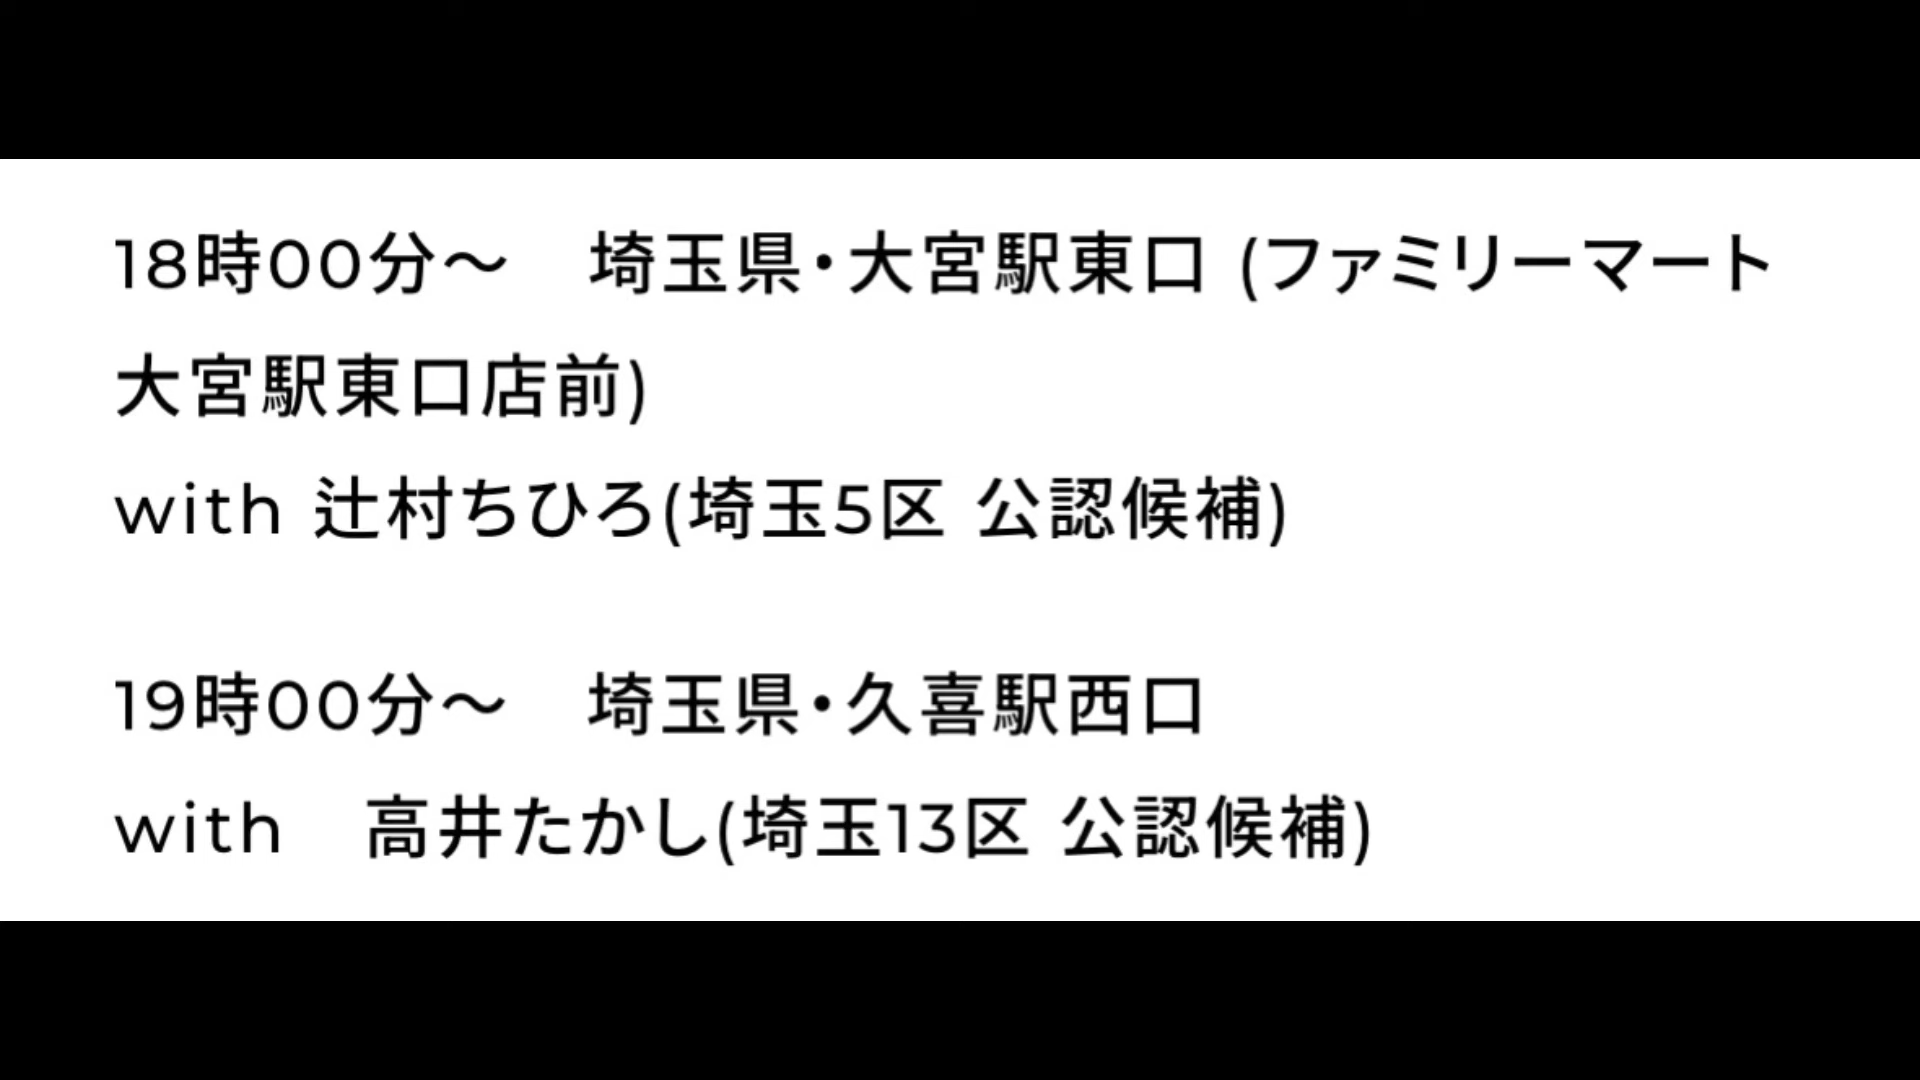 18時00分〜　埼玉県・大宮駅東口 (ファミリーマート
大宮駅東口店前)
with 辻村ちひろ(埼玉5区 公認候補)
19時00分〜　埼玉県・久喜駅西口
with　高井たかし(埼玉13区 公認候補)